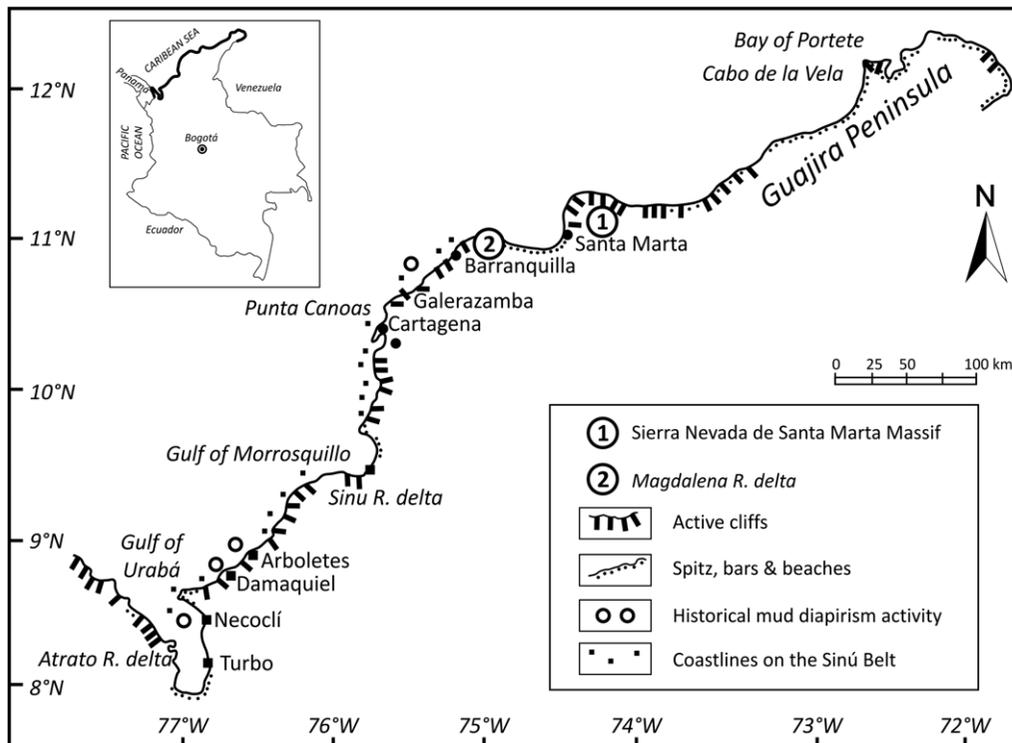 CARIBEAN SEA
Panama
Venezuela
PACIFIC
OCEAN
Bogotá
Ecuador
12°N
11°N
10°N
9°N
8°N
77°W
76°W
75°W
74°W
73°W
72°W
Bay of Portete
Cabo de la Vela
Guajira Peninsula
N
1
Santa Marta
2
Barranquilla
Galerazamba
Punta Canoas
Cartagena
0 25 50 100 km
Gulf of Morrosquillo
Sinu R. delta
Gulf of
Urabá
Arboletes
Damaquiel
Necoclí
Atrato R. delta
Turbo
1 Sierra Nevada de Santa Marta Massif
2 Magdalena R. delta
Active cliffs
Spitz, bars & beaches
Historical mud diapirism activity
Coastlines on the Sinú Belt